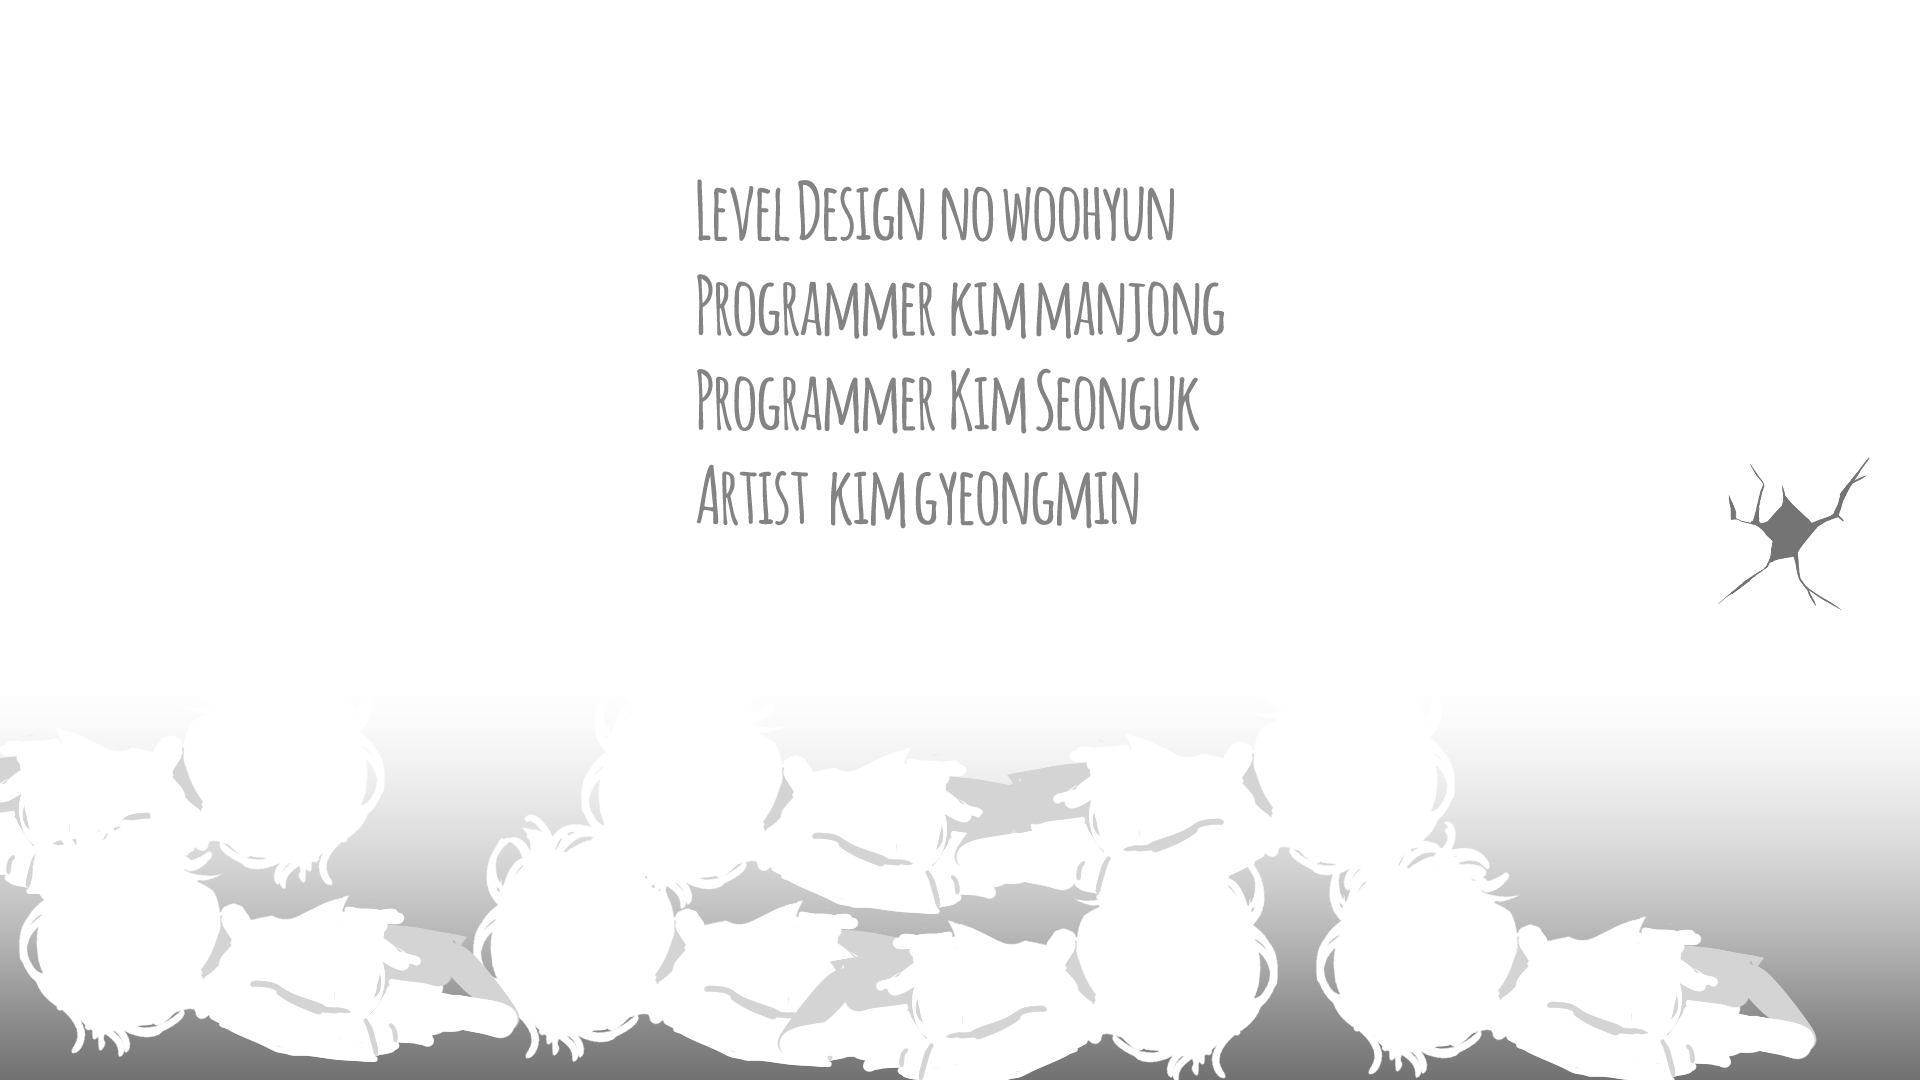 Level Design no woohyun
Programmer kim manjong
Programmer Kim Seonguk
Artist kim gyeongmin